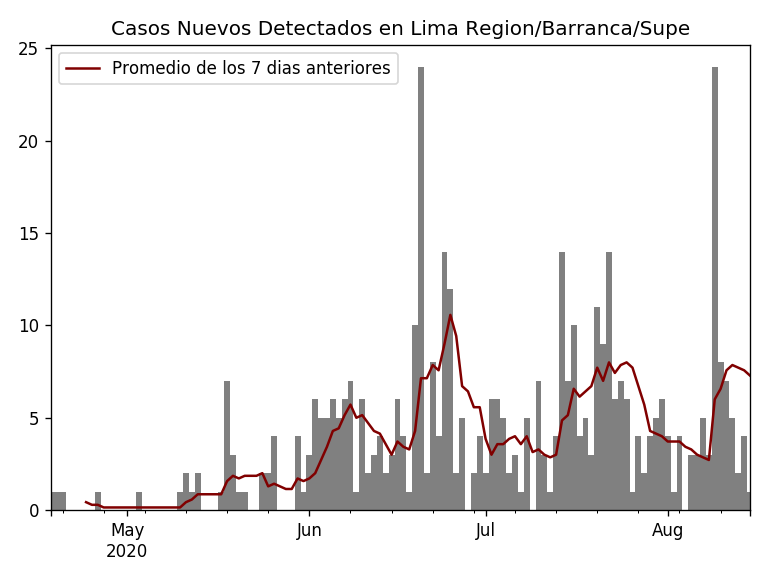 Casos Nuevos Detectados en Lima Region/Barranca/Supe
Promedio de los 7 dias anteriores
25
20
15
10
5
0
May Jun Jul Aug
2020